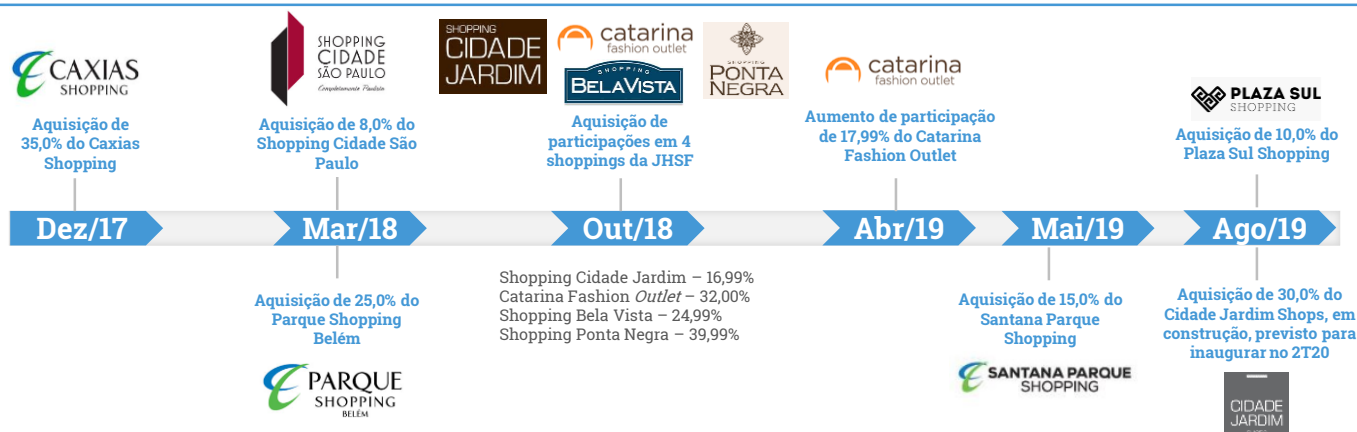 CAXIAS
SHOPPING
Aquisição de
35,0% do Caxias
Shopping
SHOPPING
CIDADE
SÃO PAULO
Completamente Paulista
Aquisição de 8,0% do
Shopping Cidade São
Paulo
SHOPPING
CIDADE
JARDIM
catarina
fashion outlet
SHOPPING
BELAVISTA
SHOPPING
PONTA
NEGRA
Aquisição de
participações em 4
shoppings da JHSF
catarina
fashion outlet
Aumento de participação
de 17,99% do Catarina
Fashion Outlet
PLAZA SUL
SHOPPING
Aquisição de 10,0% do
Plaza Sul Shopping
Dez/17
Mar/18
Out/18
Abr/19
Mai/19
Ago/19
Aquisição de 25,0% do
Parque Shopping
Belém
PARQUE
SHOPPING
BELÉM
Shopping Cidade Jardim – 16,99%
Catarina Fashion Outlet – 32,00%
Shopping Bela Vista – 24,99%
Shopping Ponta Negra – 39,99%
Aquisição de 15,0% do
Santana Parque
Shopping
SANTANA PARQUE
SHOPPING
Aquisição de 30,0% do
Cidade Jardim Shops, em
construção, previsto para
inaugurar no 2T20
CIDADE
JARDIM